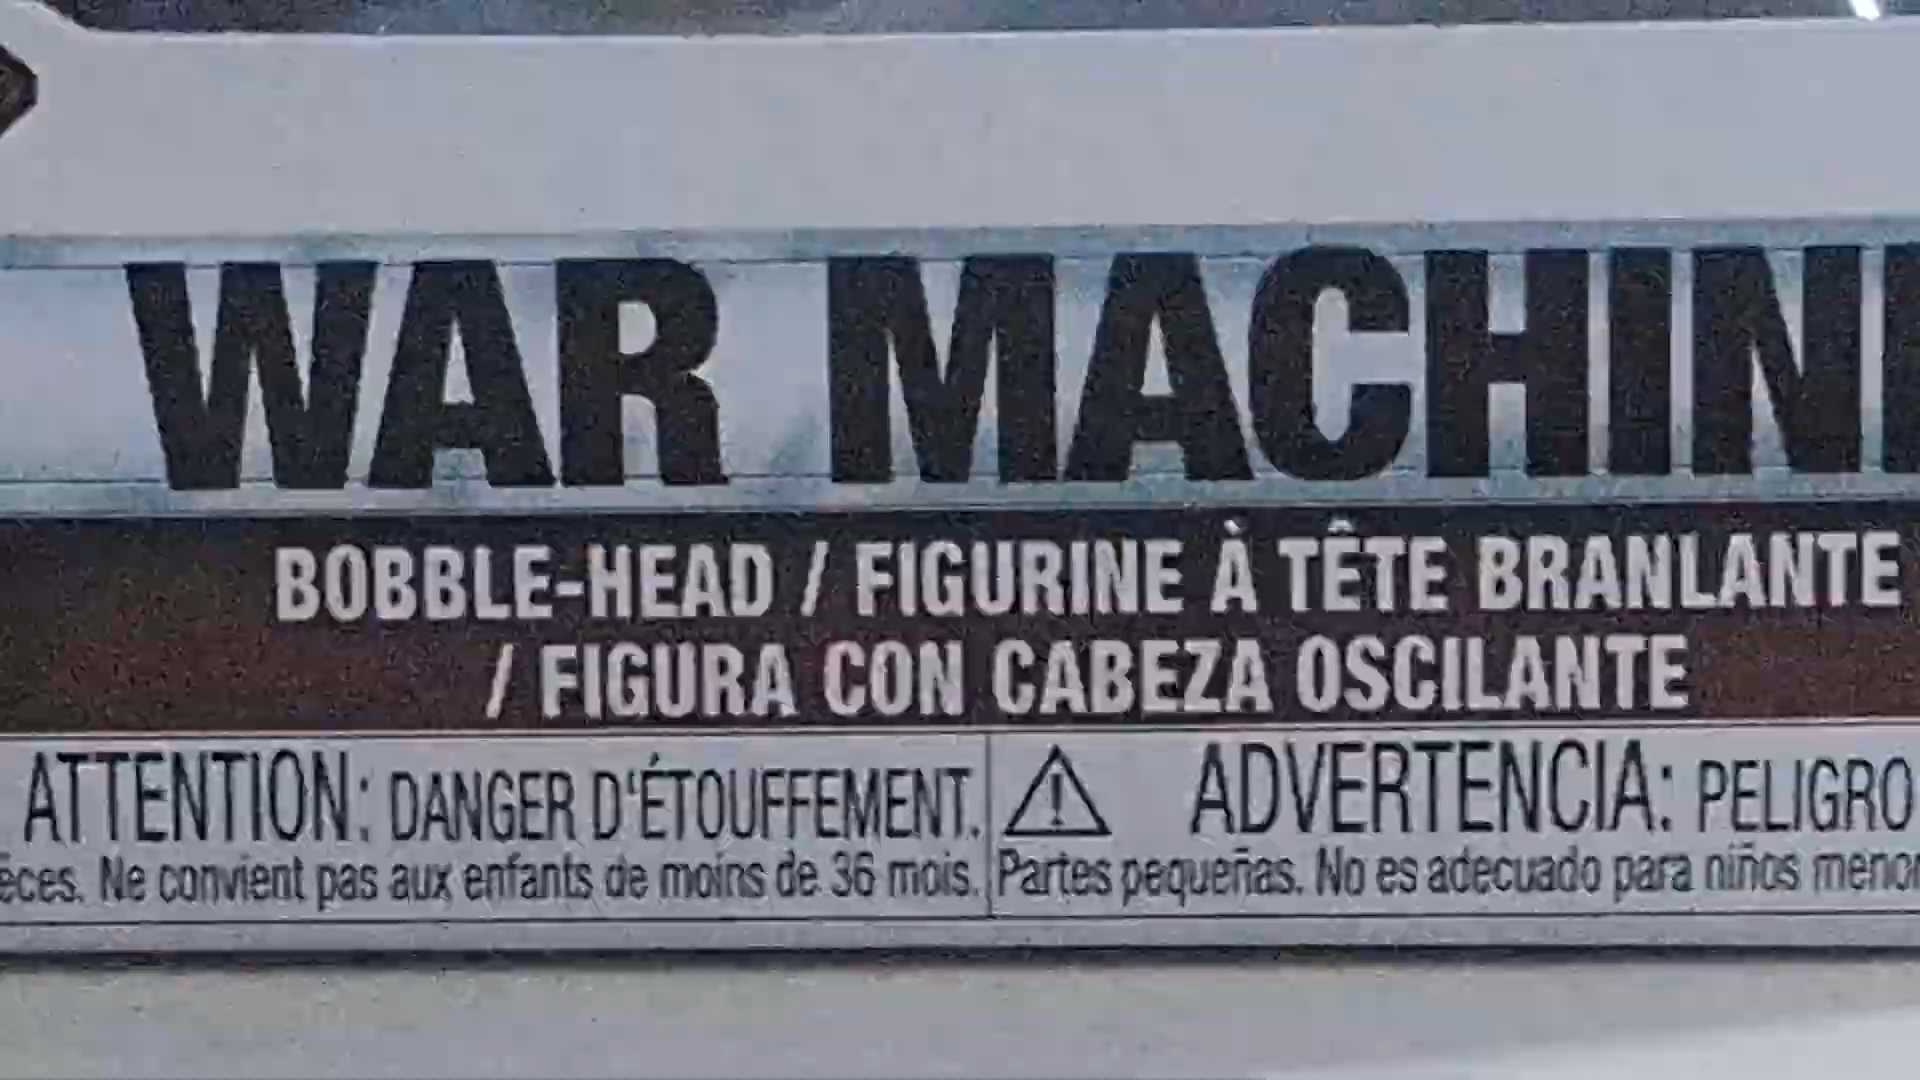 WAR MACHIN
BOBBLE-HEAD / FIGURINE À TÊTE BRANLANTE
/ FIGURA CON CABEZA OSCILANTE
ATTENTION: DANGER D'ÉTOUFFEMENT.
èces. Ne convient pas aux enfants de moins de 36 mois.
ADVERTENCIA: PELIGRO
Partes pequeñas. No es adecuado para niños menor